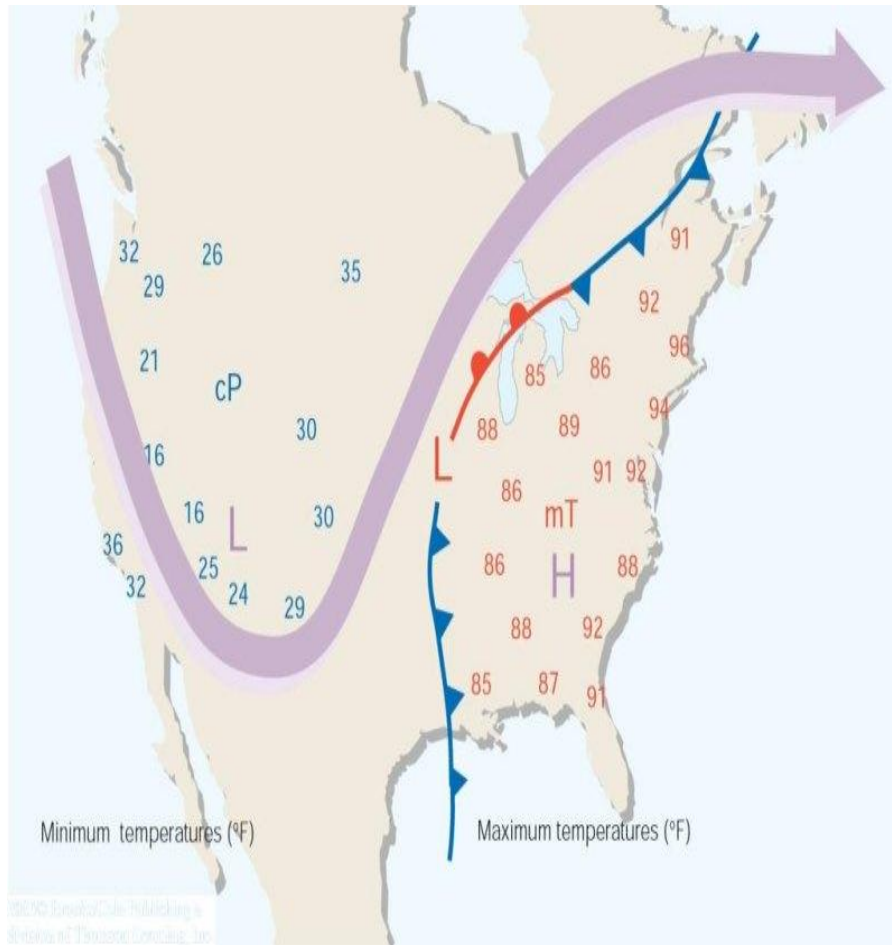 32 26 35 91
29 92
21 85 86 96
cP 94
30 88 89
16 L 91 92
86
16 30 mT
L
36 25 86 H 88
32 24 29 88 92
85 87 91
Minimum temperatures (ºF) Maximum temperatures (ºF)